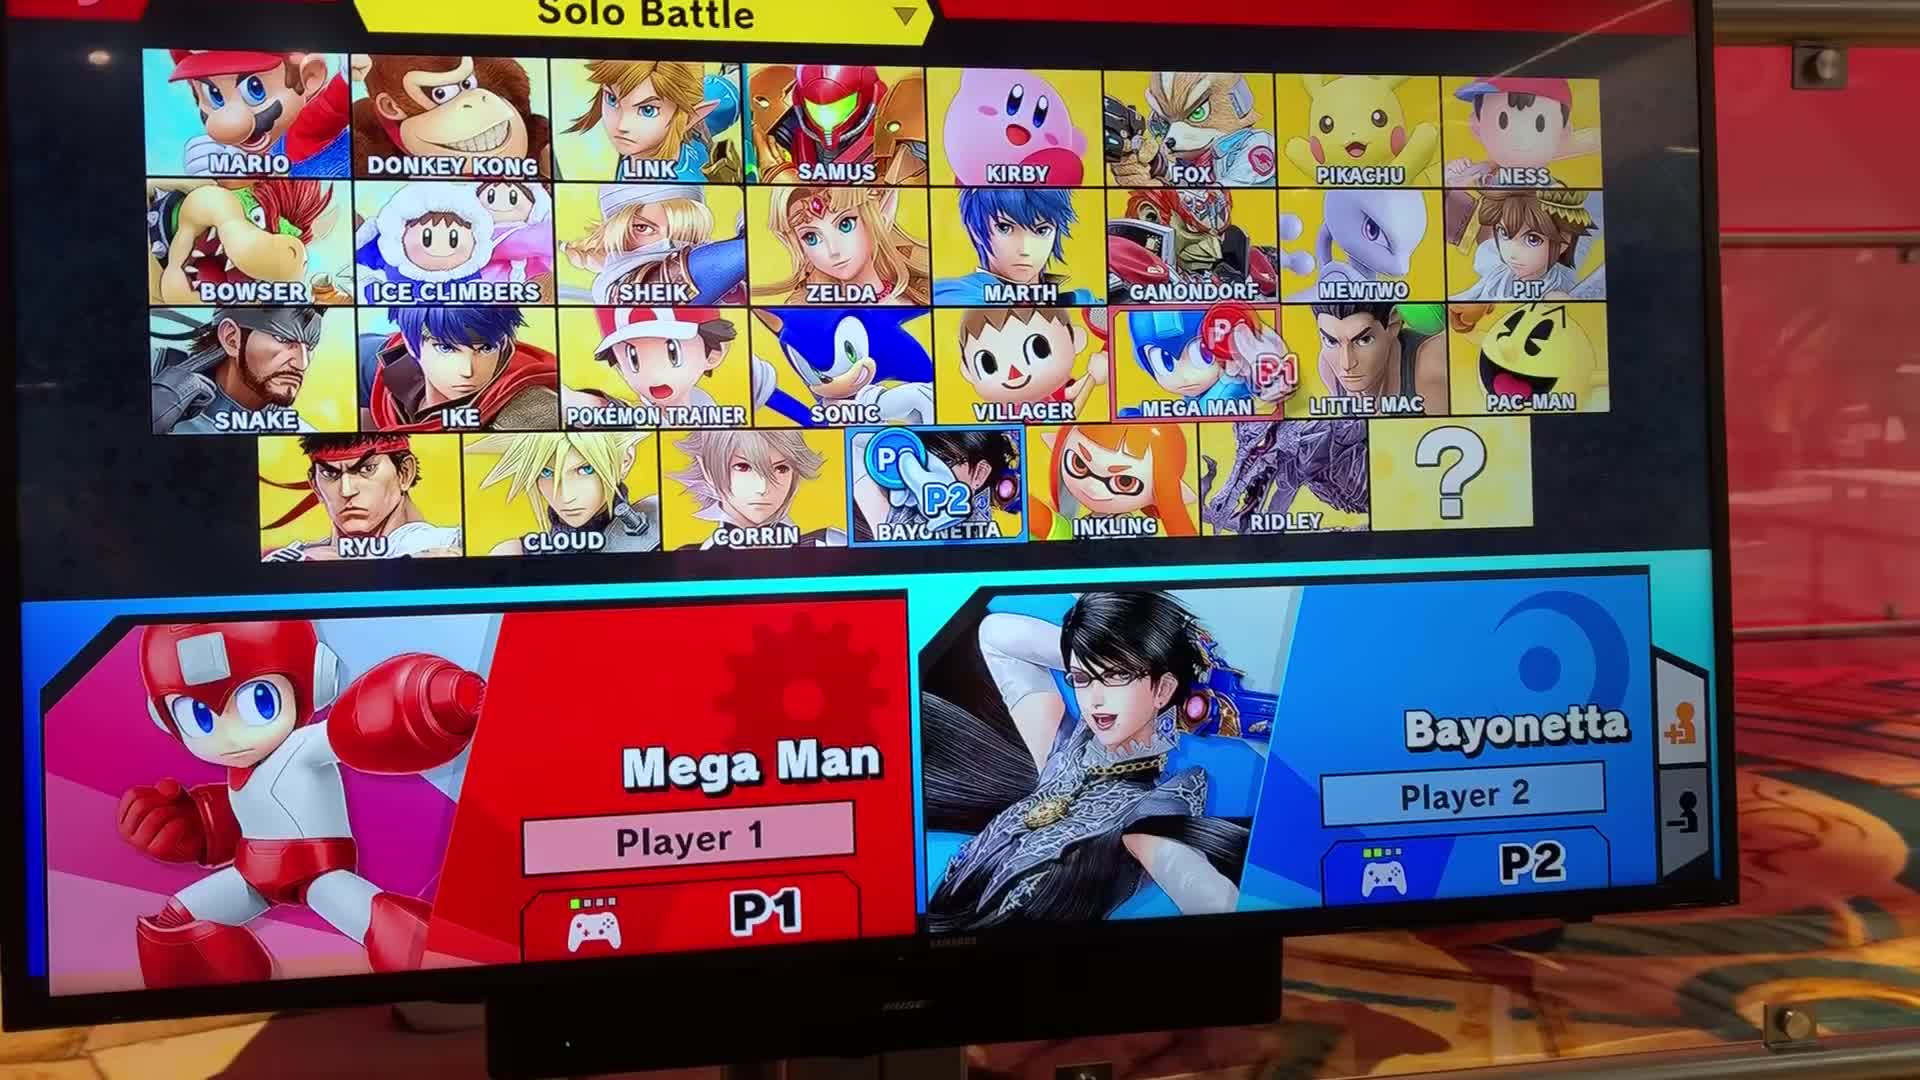 Solo Battle
MARIO
DONKEY KONG
LINK
SAMUS
KIRBY
FOX
PIKACHU
NESS
BOWSER
ICE CLIMBERS
SHEIK
ZELDA
MARTH
GANONDORF
MEWTWO
PIT
SNAKE
IKE
POKÉMON TRAINER
SONIC
VILLAGER
MEGA MAN
P1
LITTLE MAC
PAC-MAN
RYU
CLOUD
CORRIN
BAYONETTA
P2
INKLING
RIDLEY
?
Mega Man
Player 1
P1
Bayonetta
Player 2
P2
SAMSUNG